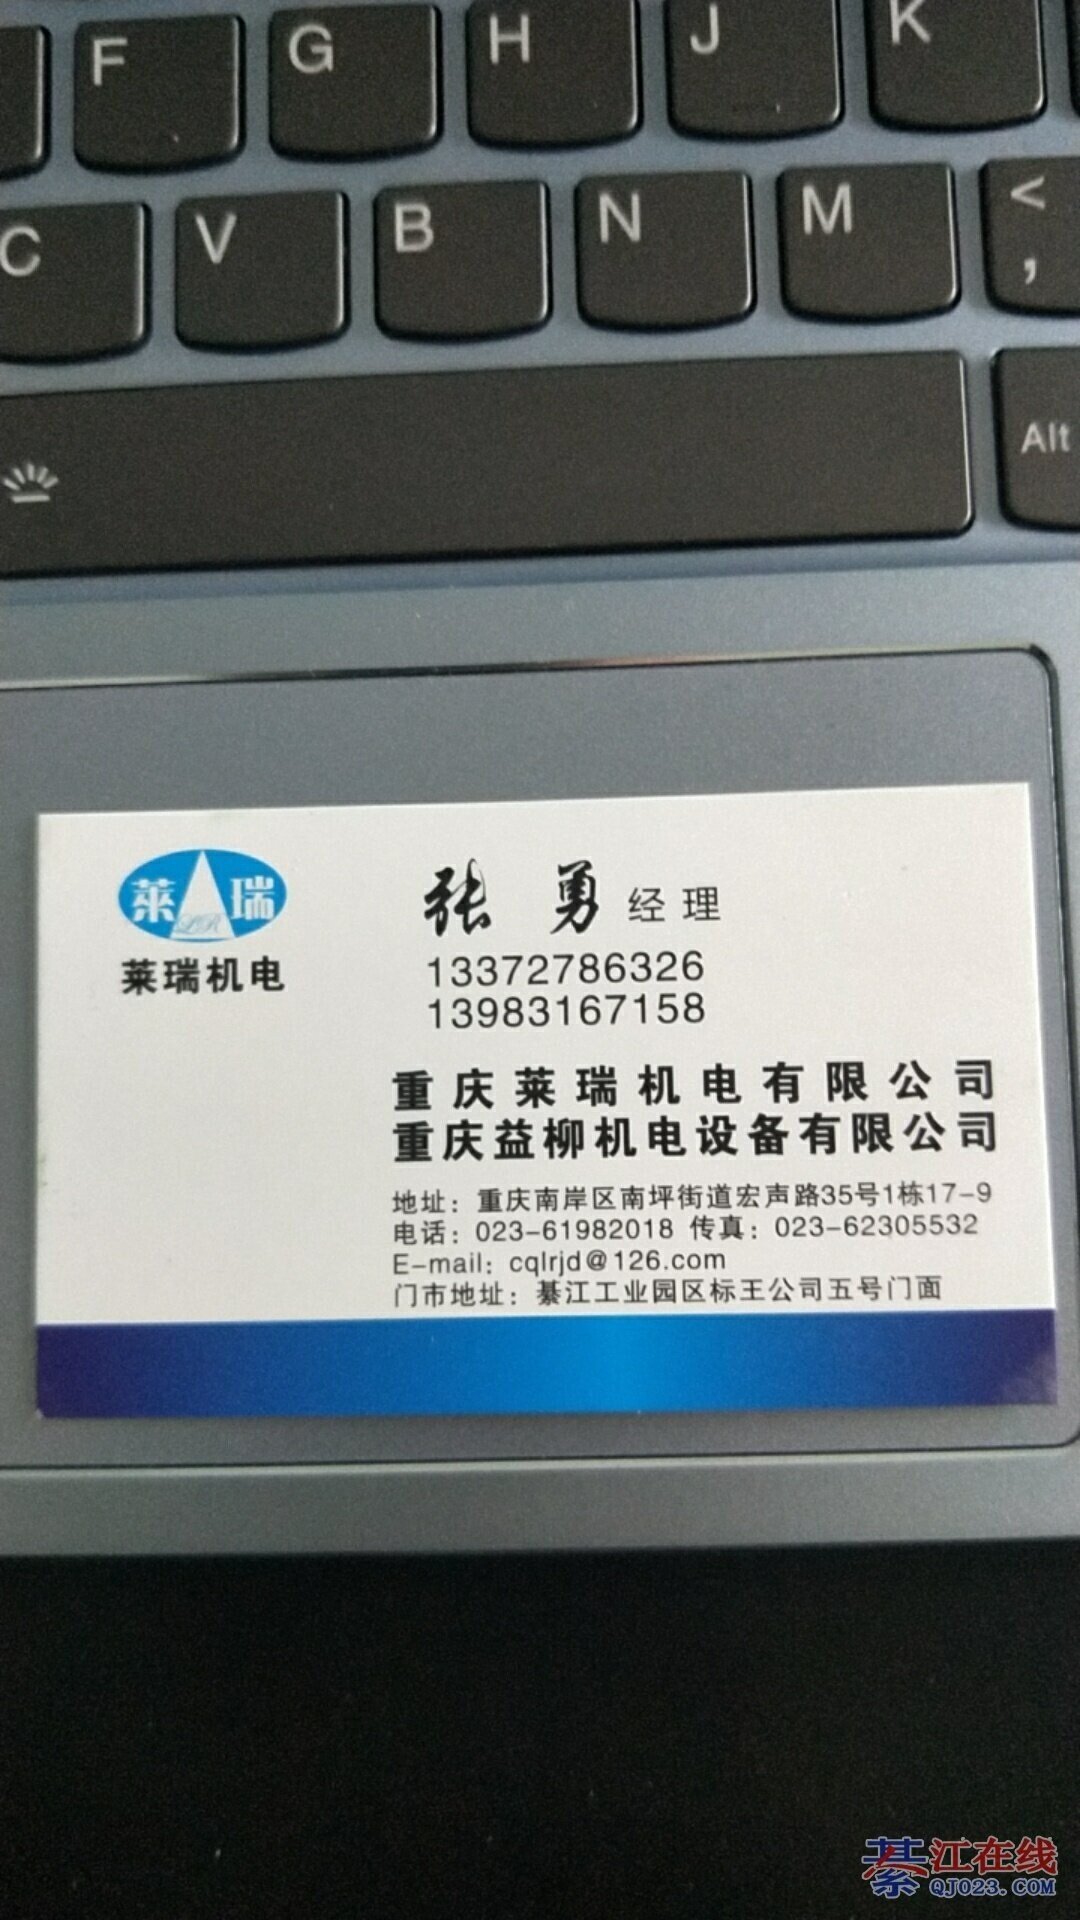 F G H J K
C V B N M <
,
Alt
莱 瑞
LR
莱瑞机电
张 勇 经 理
13372786326
13983167158
重庆莱瑞机电有限公司
重庆益柳机电设备有限公司
地址：重庆南岸区南坪街道宏声路35号1栋17-9
电话：023-61982018 传真：023-62305532
E-mail：cqlrjd@126.com
门市地址：綦江工业园区标王公司五号门面
綦江在线
QJ023.COM